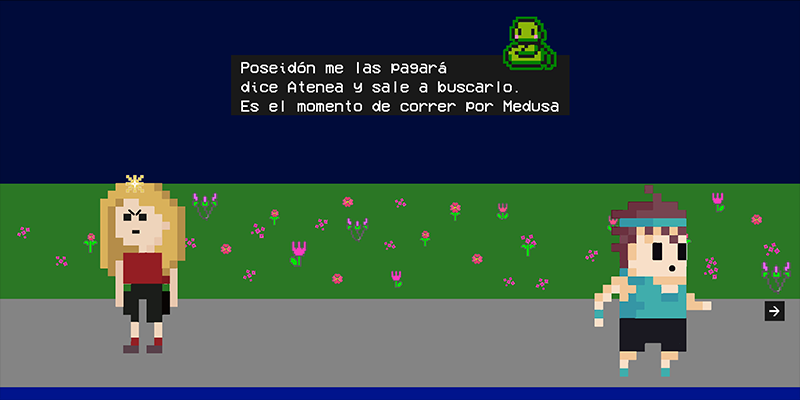 Poseidón me las pagará
dice Atenea y sale a buscarlo.
Es el momento de correr por Medusa